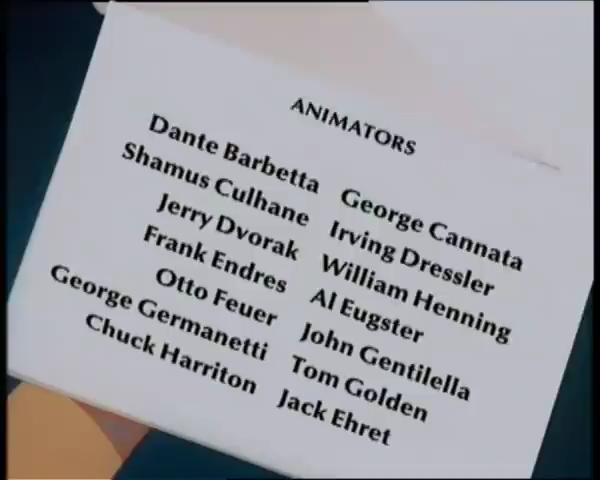 ANIMATORS
Dante Barbetta George Cannata
Shamus Culhane Irving Dressler
Jerry Dvorak William Henning
Frank Endres Al Eugster
Otto Feuer John Gentilella
George Germanetti Tom Golden
Chuck Harriton Jack Ehret